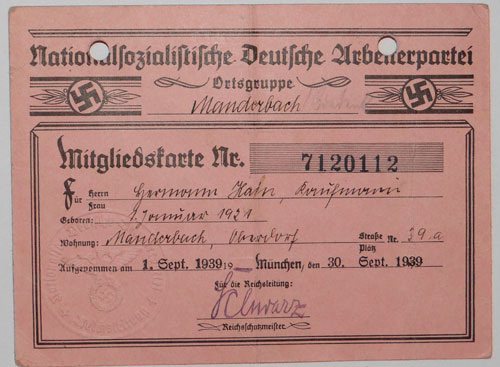 Nationalsozialistische Deutsche Arbeiterpartei
Ortsgruppe
Manderbach
Mitgliedskarte Nr. 7120112
Für Herrn Hermann Hahn, Kaufmann
Frau
Geboren: 1. Januar 1921
Wohnung: Manderbach, Oberdorf Straße Nr. 39a
Platz
Aufgenommen am 1. Sept. 1939 19 München, den 30. Sept. 1939
Für die Reichsleitung:
Schwarz
Reichsschatzmeister